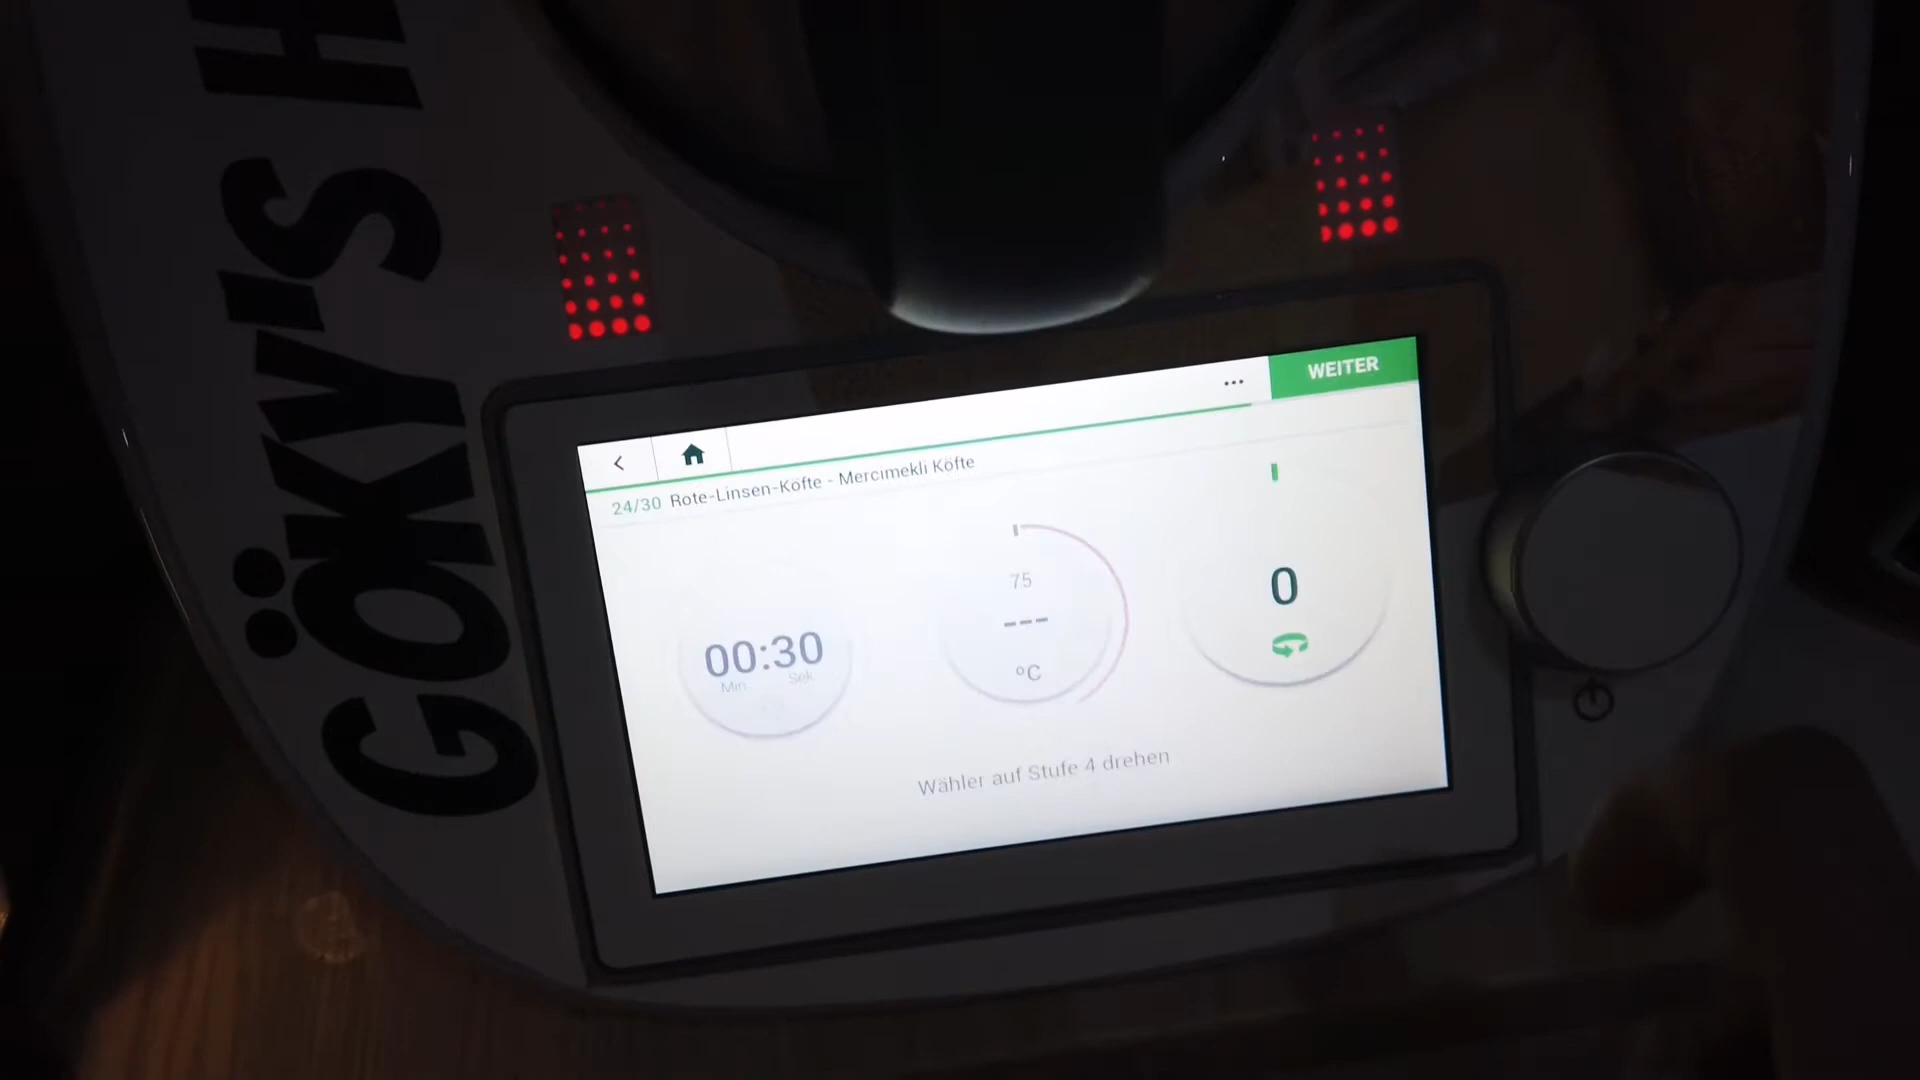 GÖKY'S H
WEITER
24/30 Rote-Linsen-Köfte - Mercimekli Köfte
00:30
Min Sek
75
---
°C
0
Wähler auf Stufe 4 drehen